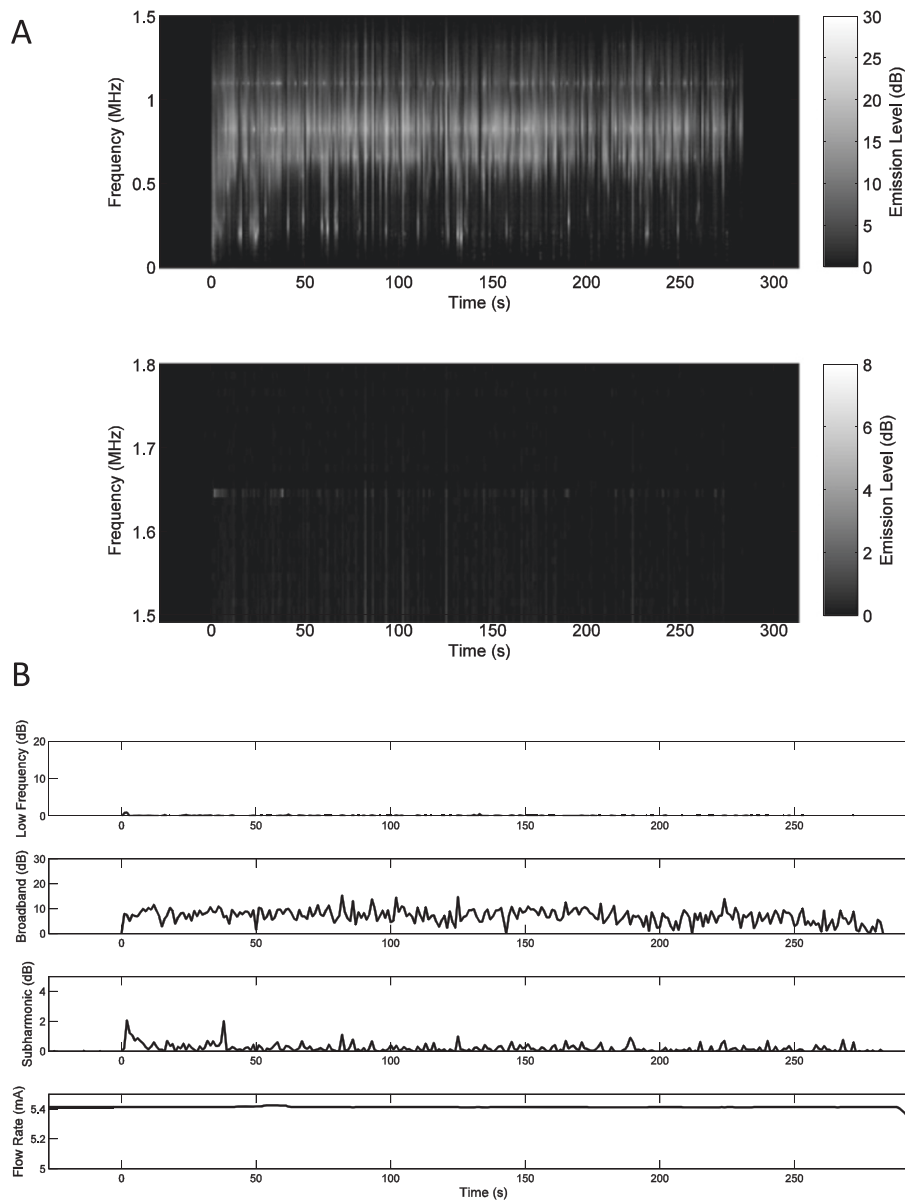 A
1.5
1
0.5
0
Frequency (MHz)
0 50 100 150 200 250 300
Time (s)
30
25
20
15
10
5
0
Emission Level (dB)
1.8
1.7
1.6
1.5
Frequency (MHz)
0 50 100 150 200 250 300
Time (s)
8
6
4
2
0
Emission Level (dB)
B
Low Frequency (dB)
20
10
0
0 50 100 150 200 250
Broadband (dB)
30
20
10
0
0 50 100 150 200 250
Subharmonic (dB)
4
2
0
0 50 100 150 200 250
Flow Rate (mA)
5.4
5.2
5
0 50 100 150 200 250
Time (s)